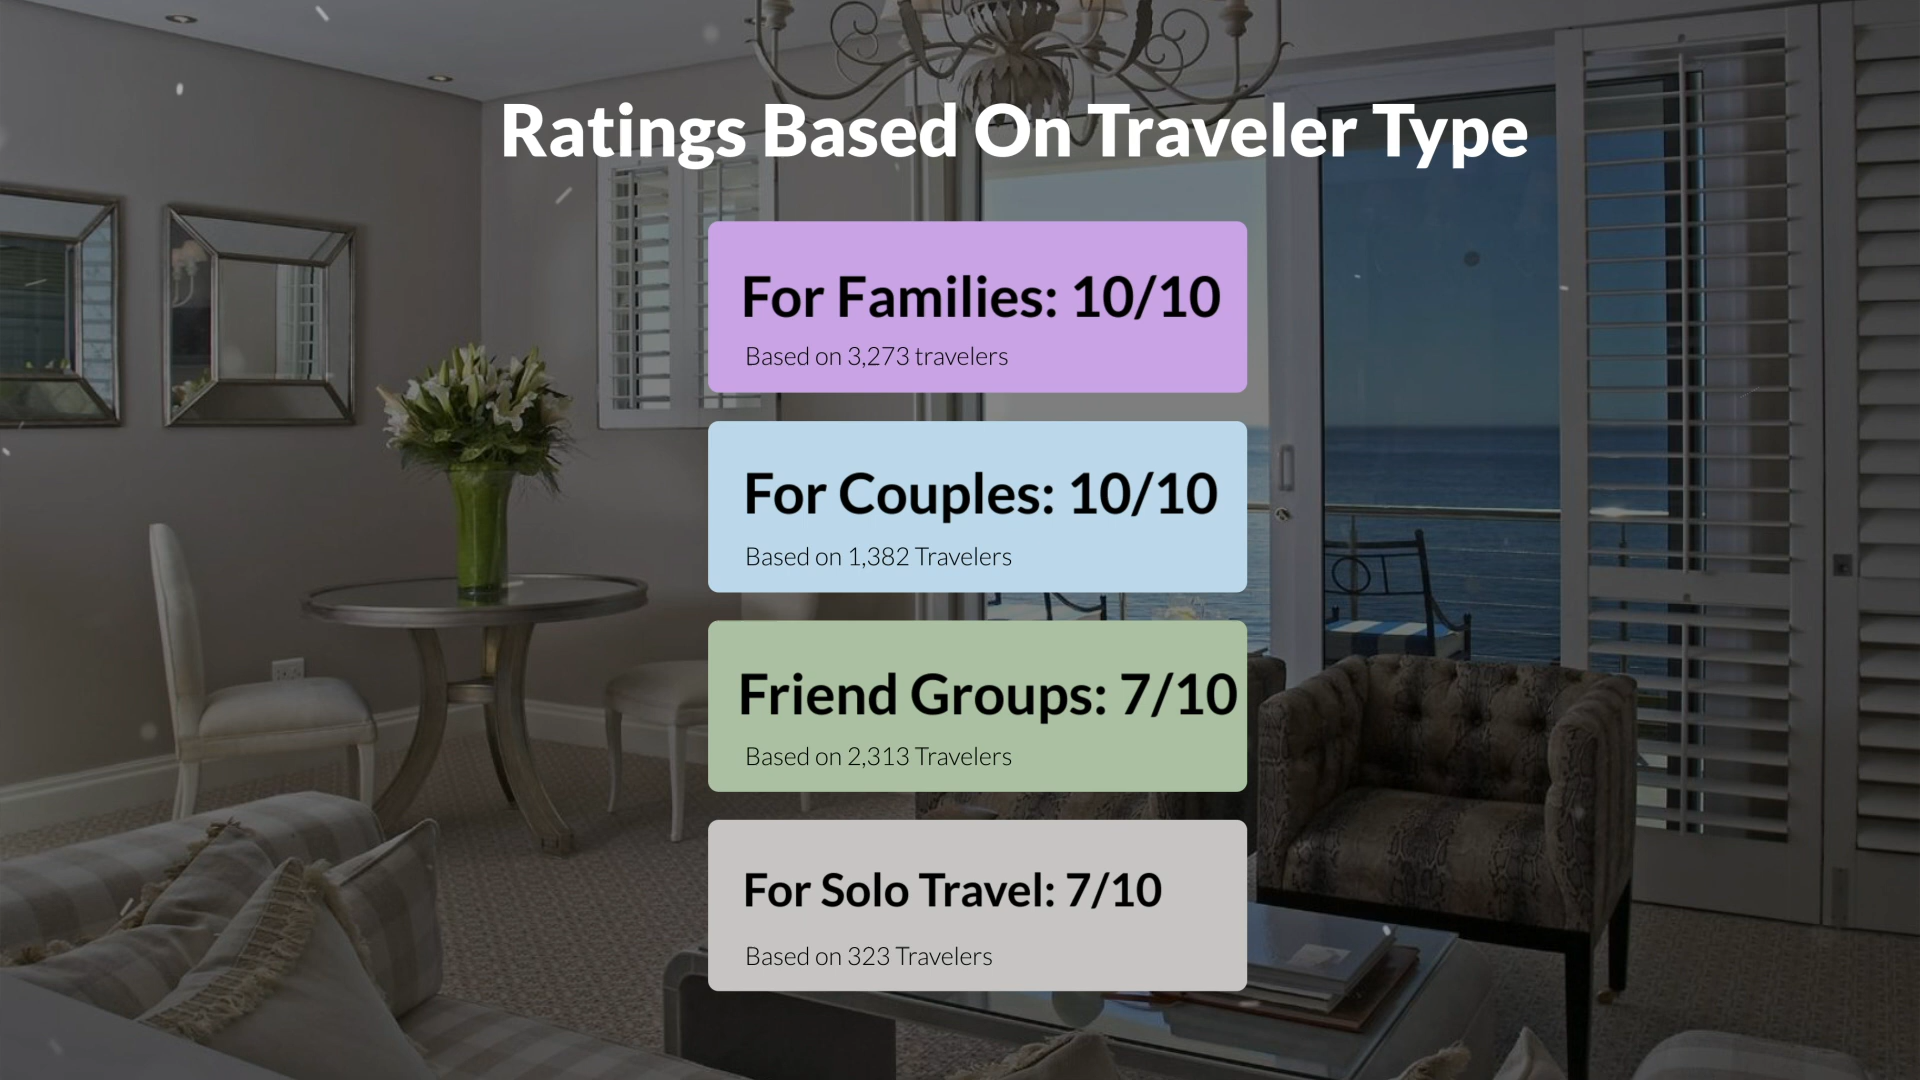 Ratings Based On Traveler Type
For Families: 10/10
Based on 3,273 travelers
For Couples: 10/10
Based on 1,382 Travelers
Friend Groups: 7/10
Based on 2,313 Travelers
For Solo Travel: 7/10
Based on 323 Travelers